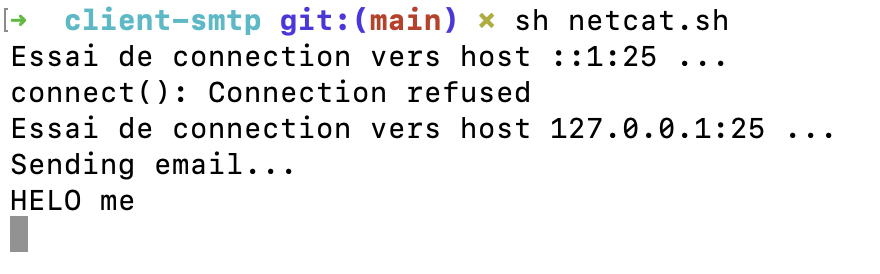 [➜  client-smtp git:(main) ✗ sh netcat.sh
Essai de connection vers host ::1:25 ...
connect(): Connection refused
Essai de connection vers host 127.0.0.1:25 ...
Sending email...
HELO me